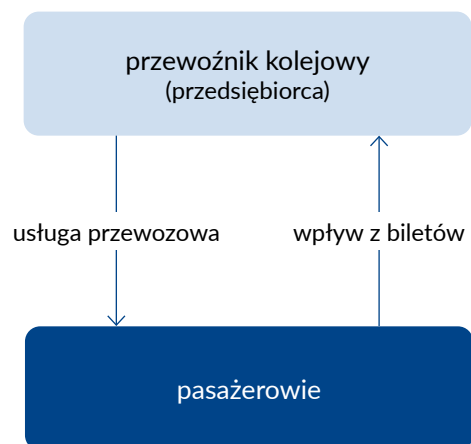 przewoźnik kolejowy
(przedsiębiorca)
usługa przewozowa
wpływ z biletów
pasażerowie